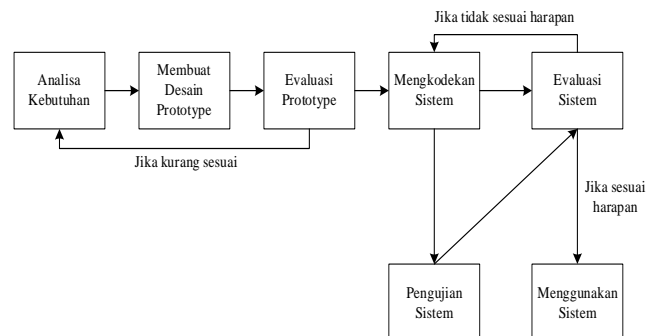 Jika tidak sesuai harapan
Analisa
Kebutuhan
Membuat
Desain
Prototype
Evaluasi
Prototype
Mengkodekan
Sistem
Evaluasi
Sistem
Jika kurang sesuai
Jika sesuai
harapan
Pengujian
Sistem
Menggunakan
Sistem